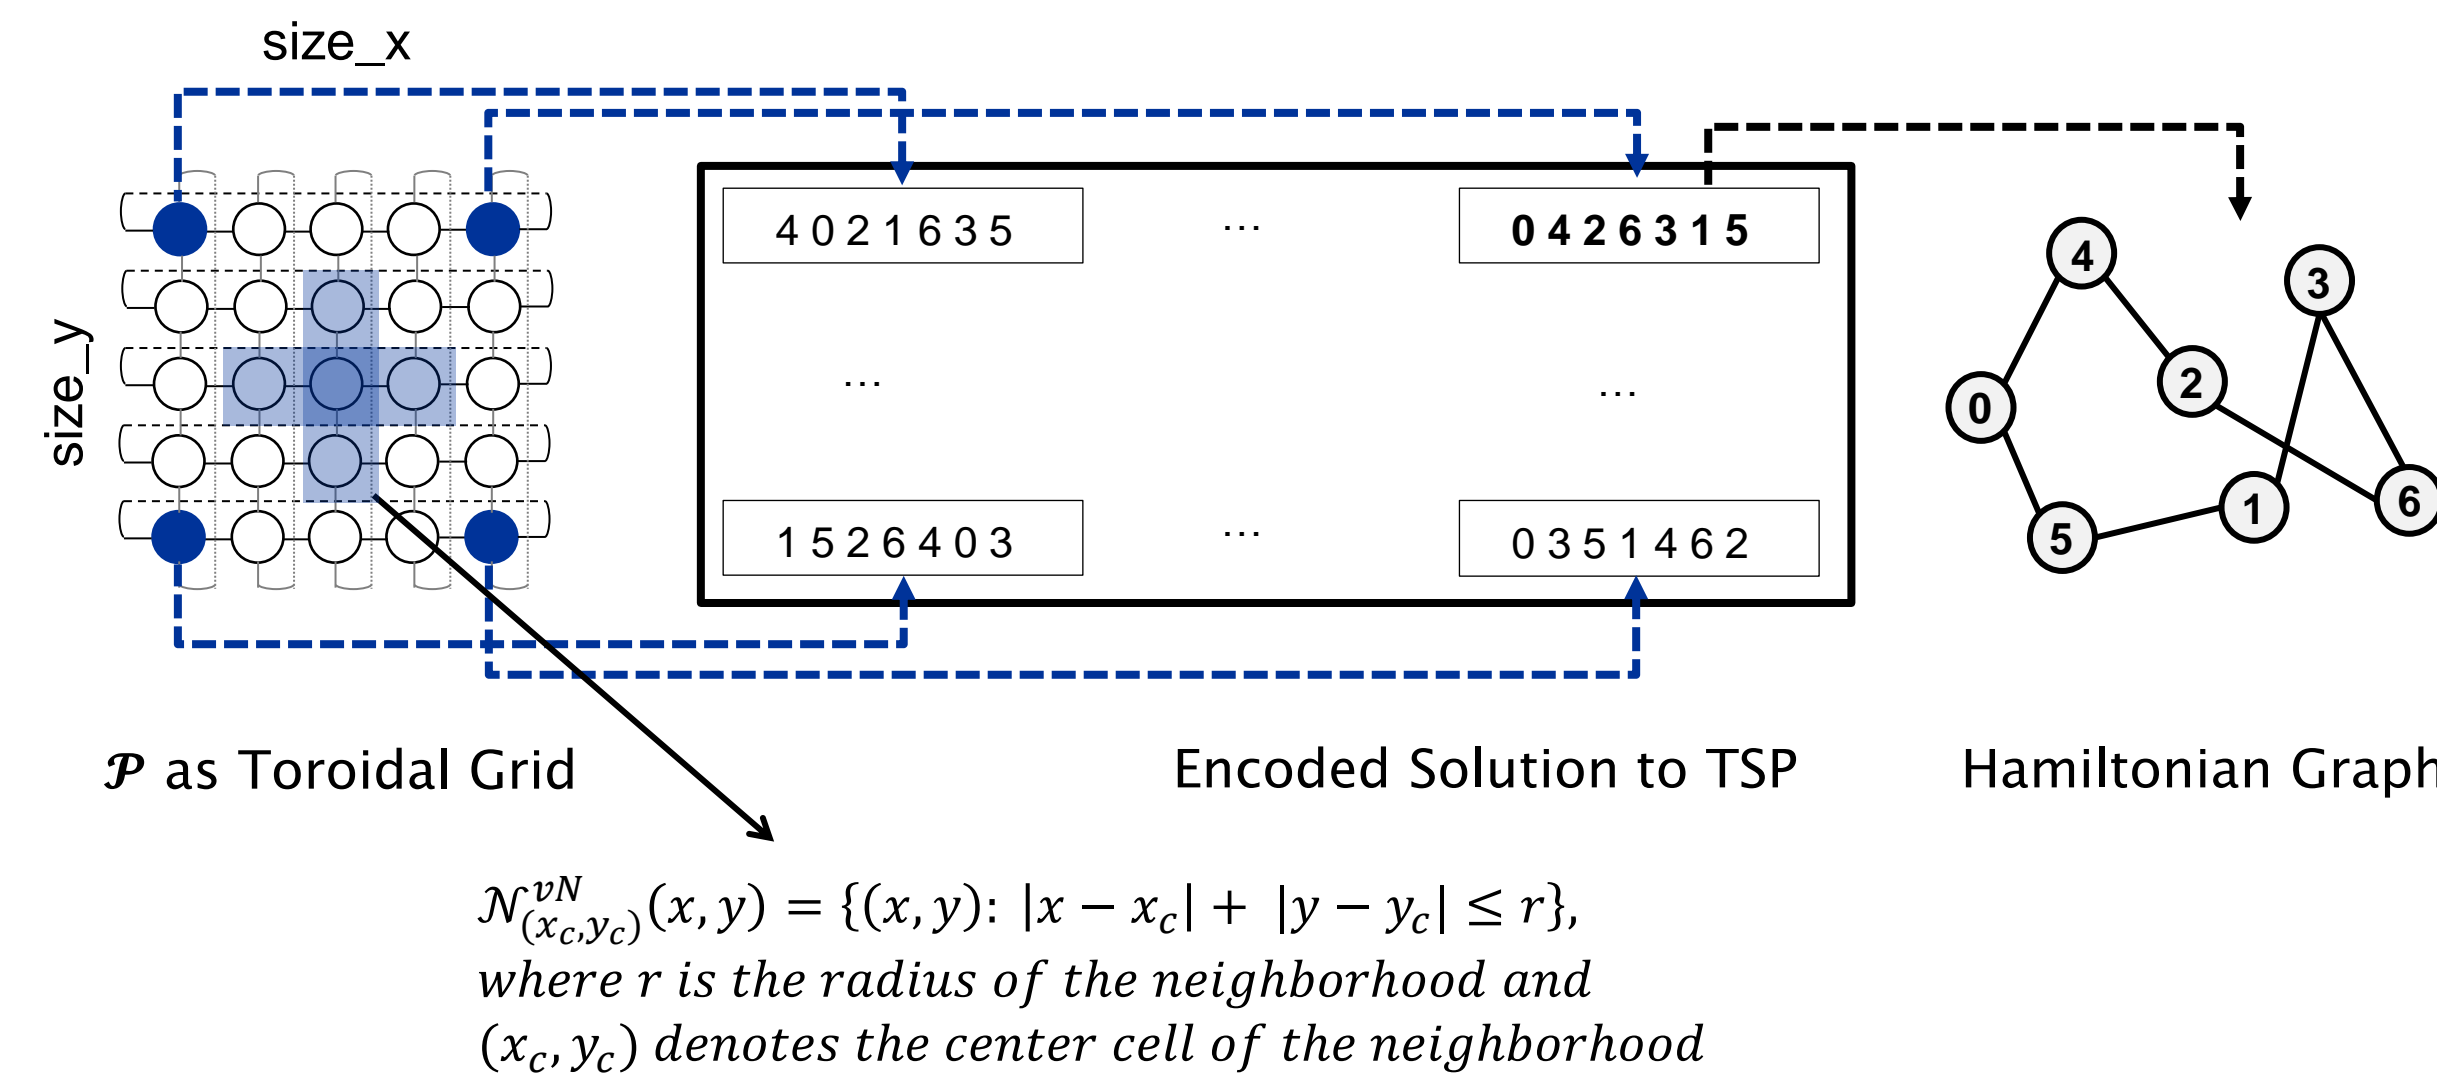 size_x
size_y
4 0 2 1 6 3 5
...
0 4 2 6 3 1 5
...
...
1 5 2 6 4 0 3
...
0 3 5 1 4 6 2
4
3
2
0
6
1
5
𝓟 as Toroidal Grid
Encoded Solution to TSP
Hamiltonian Graph
𝒩^{vN}_{(x_c,y_c)}(x, y) = {(x, y): |x − x_c| + |y − y_c| ≤ r},
where r is the radius of the neighborhood and
(x_c, y_c) denotes the center cell of the neighborhood